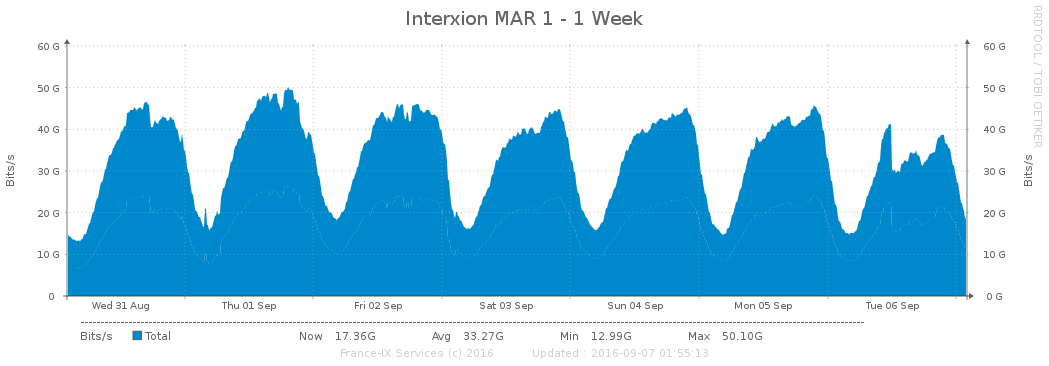 Interxion MAR 1 - 1 Week
RRDTOOL / TOBI OETIKER
Bits/s
60 G 60 G
50 G 50 G
40 G 40 G
30 G 30 G
20 G 20 G
10 G 10 G
0 0 G
Bits/s
Wed 31 Aug Thu 01 Sep Fri 02 Sep Sat 03 Sep Sun 04 Sep Mon 05 Sep Tue 06 Sep
Bits/s Total Now 17.36G Avg 33.27G Min 12.99G Max 50.10G
France-IX Services (c) 2016 Updated : 2016-09-07 01:55:13